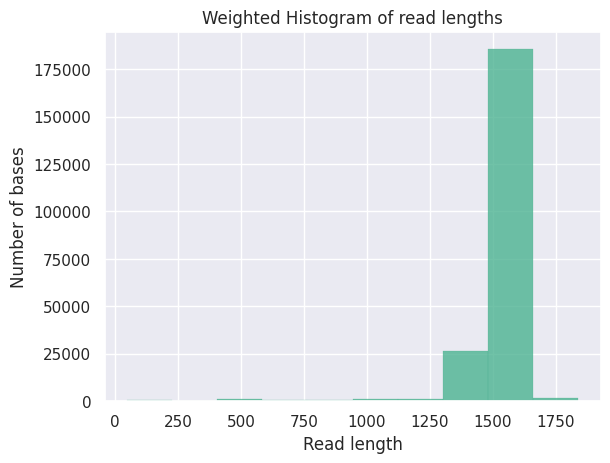 Weighted Histogram of read lengths
Number of bases
175000
150000
125000
100000
75000
50000
25000
0
0 250 500 750 1000 1250 1500 1750
Read length